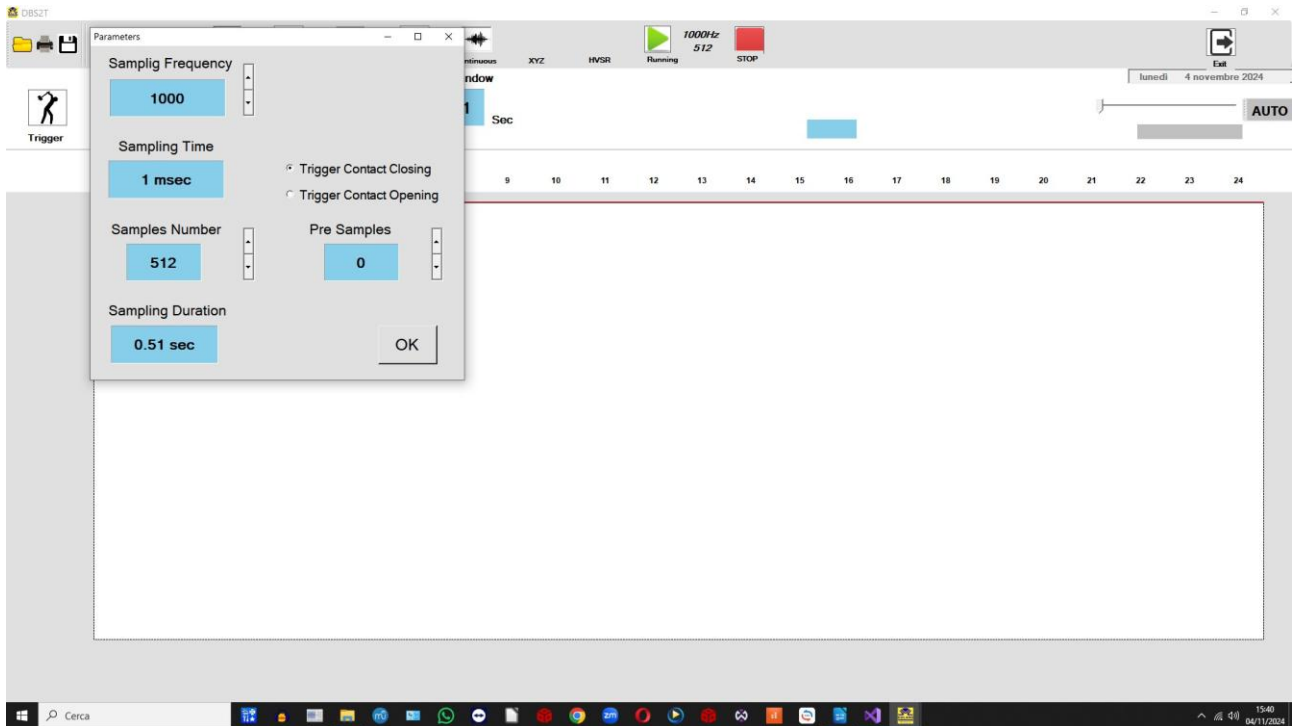 DBS2T
Parameters
Samplig Frequency
1000
Sampling Time
1 msec
Trigger Contact Closing
Trigger Contact Opening
Samples Number
512
Pre Samples
0
Sampling Duration
0.51 sec
OK
XYZ
HVSR
Running
1000Hz
512
STOP
Exit
lunedì 4 novembre 2024
Trigger
Sec
AUTO
9 10 11 12 13 14 15 16 17 18 19 20 21 22 23 24
Cerca
15:40
04/11/2024